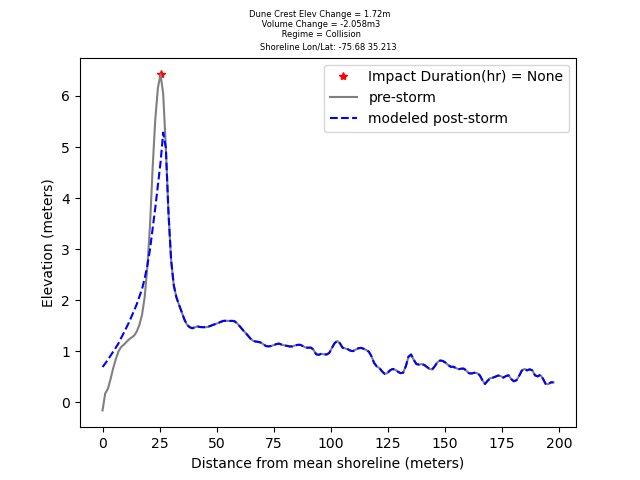 Dune Crest Elev Change = 1.72m
Volume Change = -2.058m3
Regime = Collision
Shoreline Lon/Lat: -75.68 35.213
Impact Duration(hr) = None
pre-storm
modeled post-storm
Elevation (meters)
6
5
4
3
2
1
0
0 25 50 75 100 125 150 175 200
Distance from mean shoreline (meters)